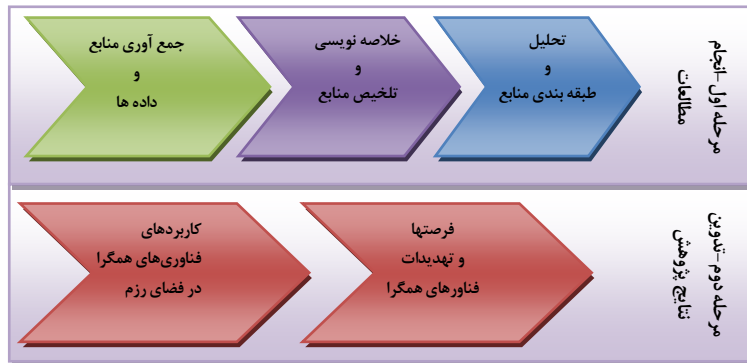 مرحله اول -انجام
مطالعات
جمع آوری منابع
و
داده ها
خلاصه نویسی
و
تلخیص منابع
تحلیل
و
طبقه بندی منابع
مرحله دوم -تدوین
نتایج پژوهش
کاربردهای
فناوری‌های همگرا
در فضای رزم
فرصتها
و تهدیدات
فناورهای همگرا